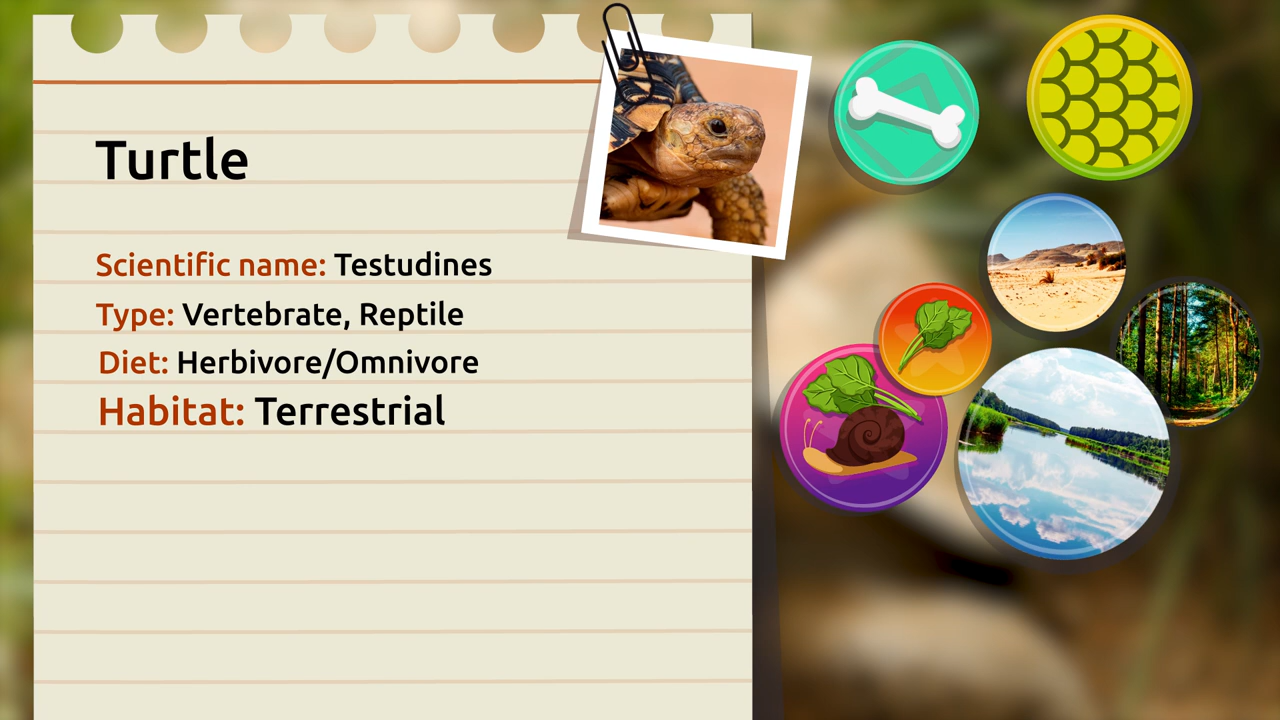 Turtle
Scientific name: Testudines
Type: Vertebrate, Reptile
Diet: Herbivore/Omnivore
Habitat: Terrestrial